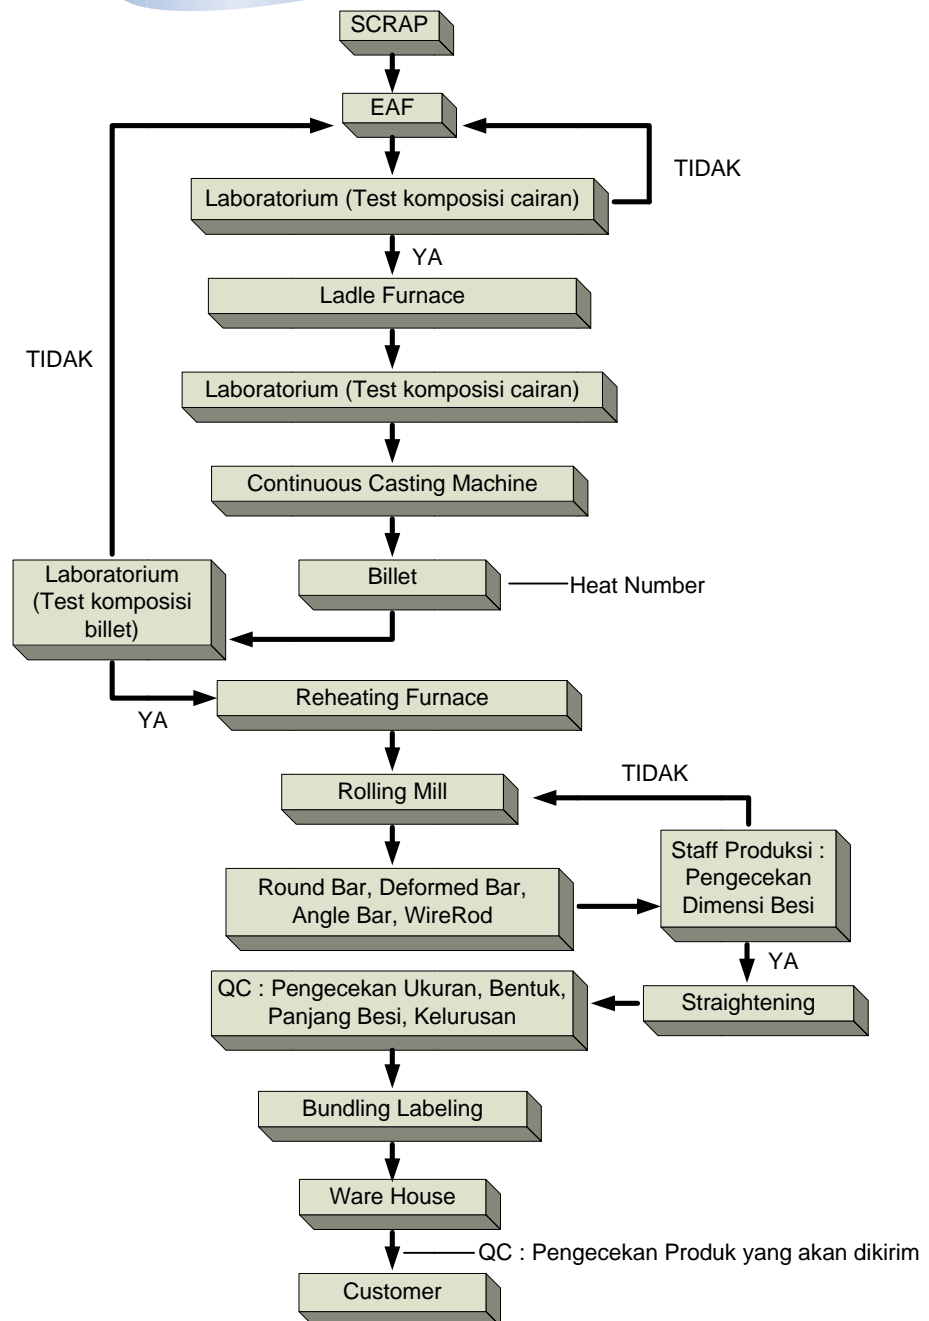 SCRAP
EAF
TIDAK
Laboratorium (Test komposisi cairan)
YA
Ladle Furnace
TIDAK
Laboratorium (Test komposisi cairan)
Continuous Casting Machine
Billet
Heat Number
Laboratorium
(Test komposisi
billet)
YA
Reheating Furnace
TIDAK
Rolling Mill
Staff Produksi :
Pengecekan
Dimensi Besi
Round Bar, Deformed Bar,
Angle Bar, WireRod
YA
Straightening
QC : Pengecekan Ukuran, Bentuk,
Panjang Besi, Kelurusan
Bundling Labeling
Ware House
QC : Pengecekan Produk yang akan dikirim
Customer